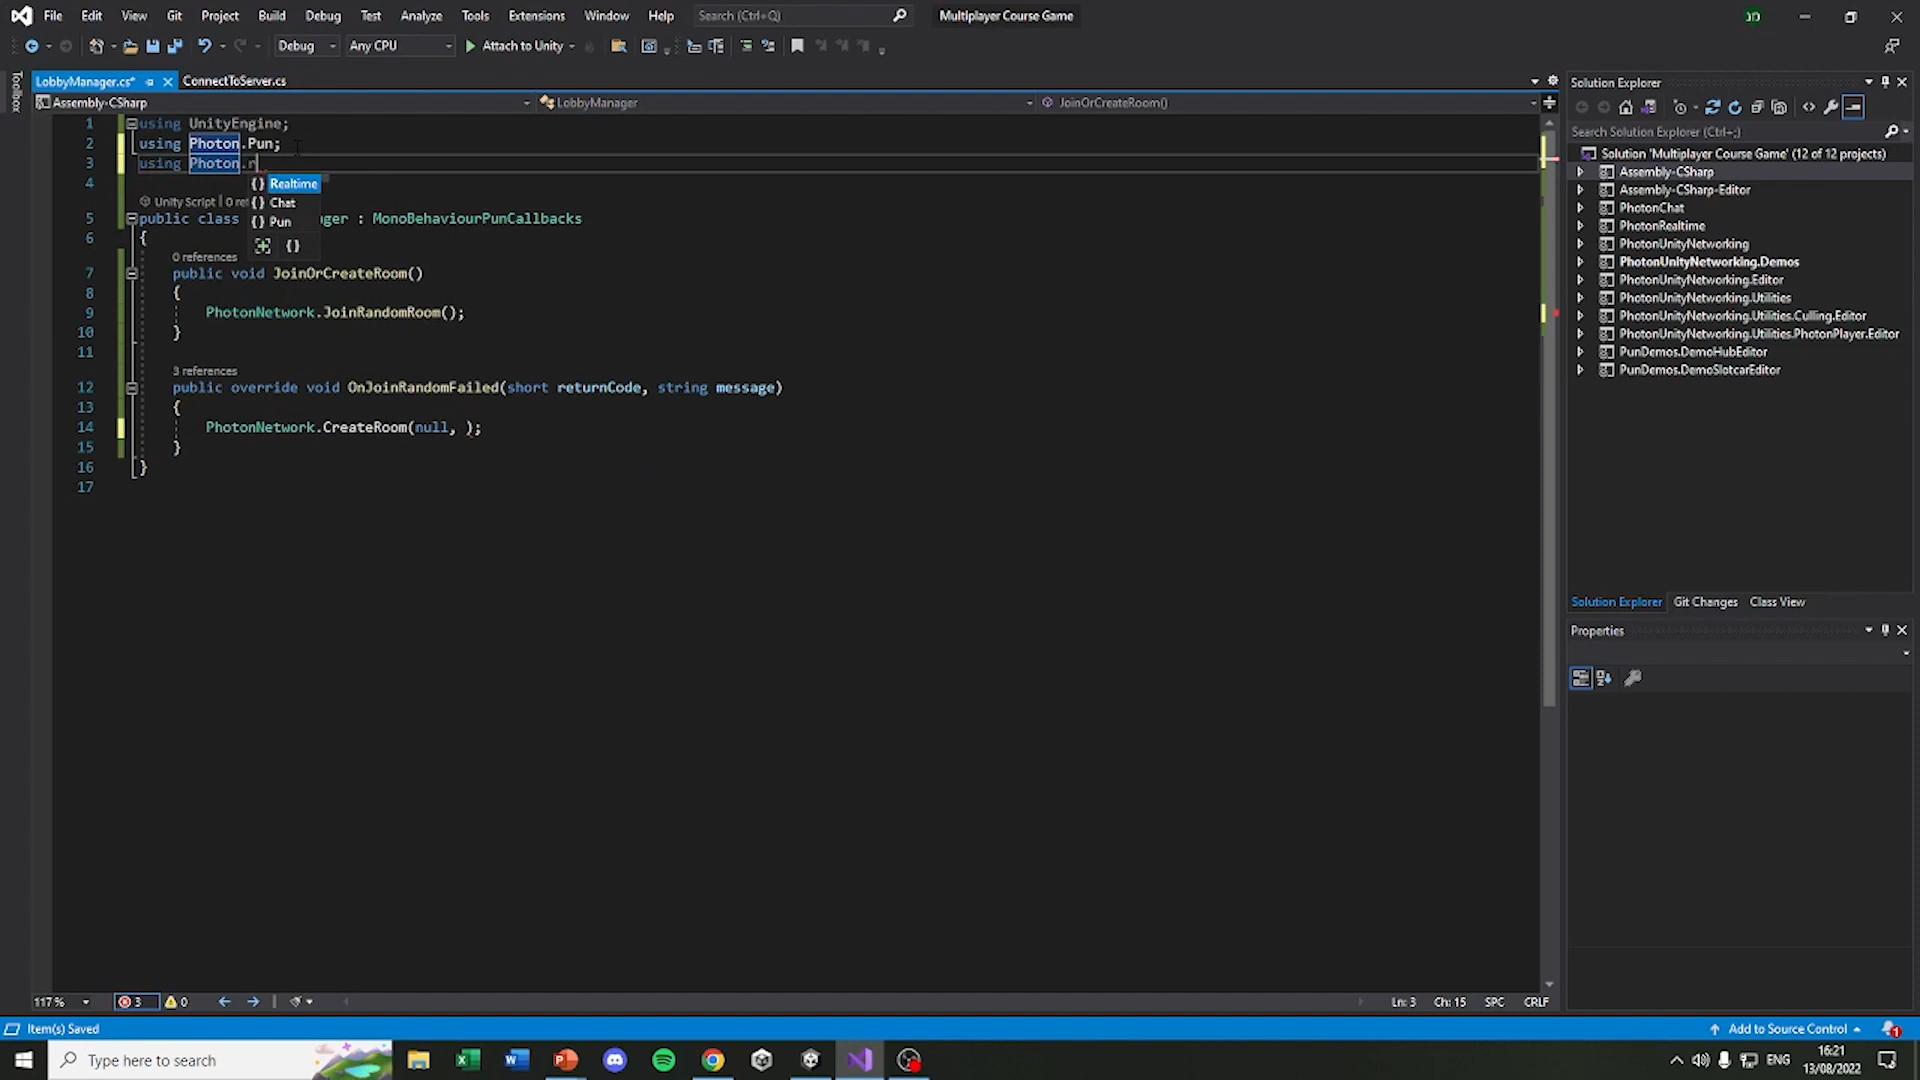 File Edit View Git Project Build Debug Test Analyze Tools Extensions Window Help Search (Ctrl+Q) Multiplayer Course Game JD
Debug Any CPU Attach to Unity
Toolbox
LobbyManager.cs* ConnectToServer.cs
Assembly-CSharp LobbyManager JoinOrCreateRoom()
1 using UnityEngine;
2 using Photon.Pun;
3 using Photon.r
4 {} Realtime
Unity Script | 0 ref {} Chat
5 public class nager : MonoBehaviourPunCallbacks
{} Pun
6 {
{}
0 references
7 public void JoinOrCreateRoom()
8 {
9 PhotonNetwork.JoinRandomRoom();
10 }
11
3 references
12 public override void OnJoinRandomFailed(short returnCode, string message)
13 {
14 PhotonNetwork.CreateRoom(null, );
15 }
16 }
17
117 % 3 0 Ln: 3 Ch: 15 SPC CRLF
Solution Explorer
Search Solution Explorer (Ctrl+;)
Solution 'Multiplayer Course Game' (12 of 12 projects)
Assembly-CSharp
Assembly-CSharp-Editor
PhotonChat
PhotonRealtime
PhotonUnityNetworking
PhotonUnityNetworking.Demos
PhotonUnityNetworking.Editor
PhotonUnityNetworking.Utilities
PhotonUnityNetworking.Utilities.Culling.Editor
PhotonUnityNetworking.Utilities.PhotonPlayer.Editor
PunDemos.DemoHubEditor
PunDemos.DemoSlotcarEditor
Solution Explorer Git Changes Class View
Properties
Item(s) Saved Add to Source Control 1
Type here to search ENG 16:21
13/08/2022